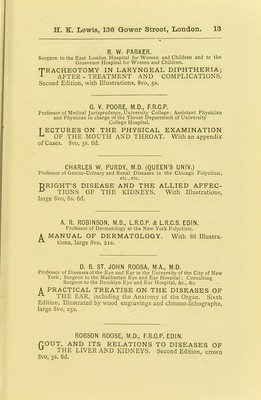 H. K. Lewis, 136 Gower Street, London. 13
R. W. PARKER.
Surgeon to the East London Hospital for Women and Children and to the
Grosvenor Hospital for Women and Children.
TRACHEOTOMY IN LARYNGEAL DIPHTHERIA;
AFTER-TREATMENT AND COMPLICATIONS.
Second Edition, with Illustrations, 8vo, 5s.
G. V. POORE, M.D., F.R.C.P.
Professor of Medical Jurisprudence, University College; Assistant Physician
and Physician in charge of the Throat Department of University
College Hospital.
LECTURES ON THE PHYSICAL EXAMINATION
OF THE MOUTH AND THROAT. With an appendix
of Cases. 8vo, 3s. 6d.
CHARLES W. PURDY, M.D. (QUEEN'S UNIV.)
Professor of Genito-Urinary and Renal Diseases in the Chicago Polyclinic,
etc., etc.
BRIGHT'S DISEASE AND THE ALLIED AFFEC-
TIONS OF THE KIDNEYS. With Illustrations,
large 8vo, 8s. 6d.
A. R. ROBINSON, M.B., L.R.C.P. & L.R.C.S. EDIN.
Professor of Dermatology at the New York Polyclinic.
A MANUAL OF DERMATOLOGY. With 88 Illustra-
tions, large 8vo, 21s.
D. B. ST. JOHN ROOSA, M.A., M.D.
Professor of Diseases of the Eye and Ear in the University of the City of New
York; Surgeon to the Manhattan Eye and Ear Hospital; Consulting
Surgeon to the Brooklyn Eye and Ear Hospital, &c., &c.
A PRACTICAL TREATISE ON THE DISEASES OF
THE EAR, including the Anatomy of the Organ. Sixth
Edition, Illustrated by wood engravings and chromo-lithographs,
large 8vo, 25s.
ROBSON ROOSE, M.D., F.R.C.P. EDIN.
GOUT, AND ITS RELATIONS TO DISEASES OF
THE LIVER AND KIDNEYS. Second Edition, crown
8vo, 3s. 6d.